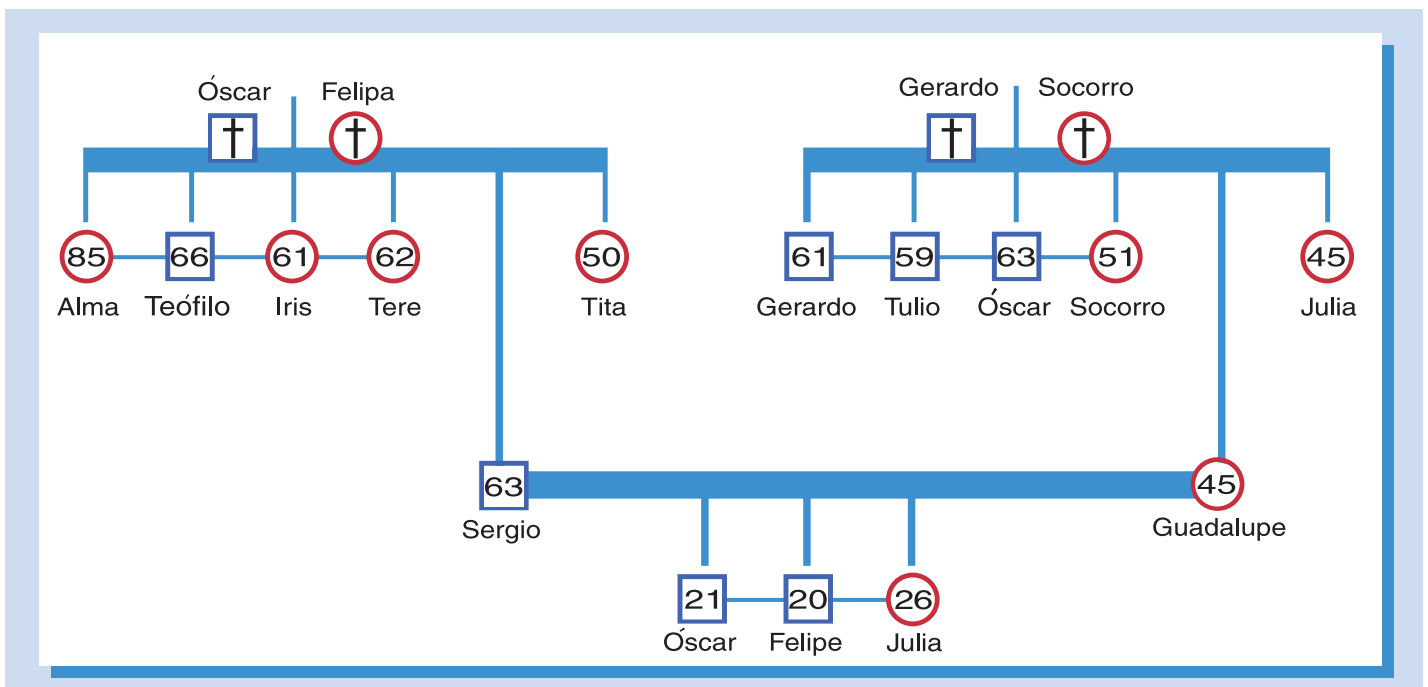 Óscar Felipa Gerardo Socorro
† † † †
85 66 61 62 50 61 59 63 51 45
Alma Teófilo Iris Tere Tita Gerardo Tulio Óscar Socorro Julia
63 45
Sergio Guadalupe
21 20 26
Óscar Felipe Julia